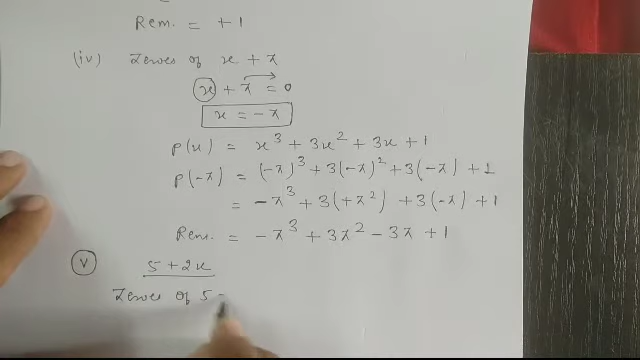 Rem. = + 1
(iv) Zeroes of x + π
x + π = 0
x = - π
p(x) = x³ + 3x² + 3x + 1
p(-π) = (-π)³ + 3(-π)² + 3(-π) + 1
= - π³ + 3(+π²) + 3(-π) + 1
Rem. = - π³ + 3π² - 3π + 1
(v) 5 + 2x
Zeroes of 5 -